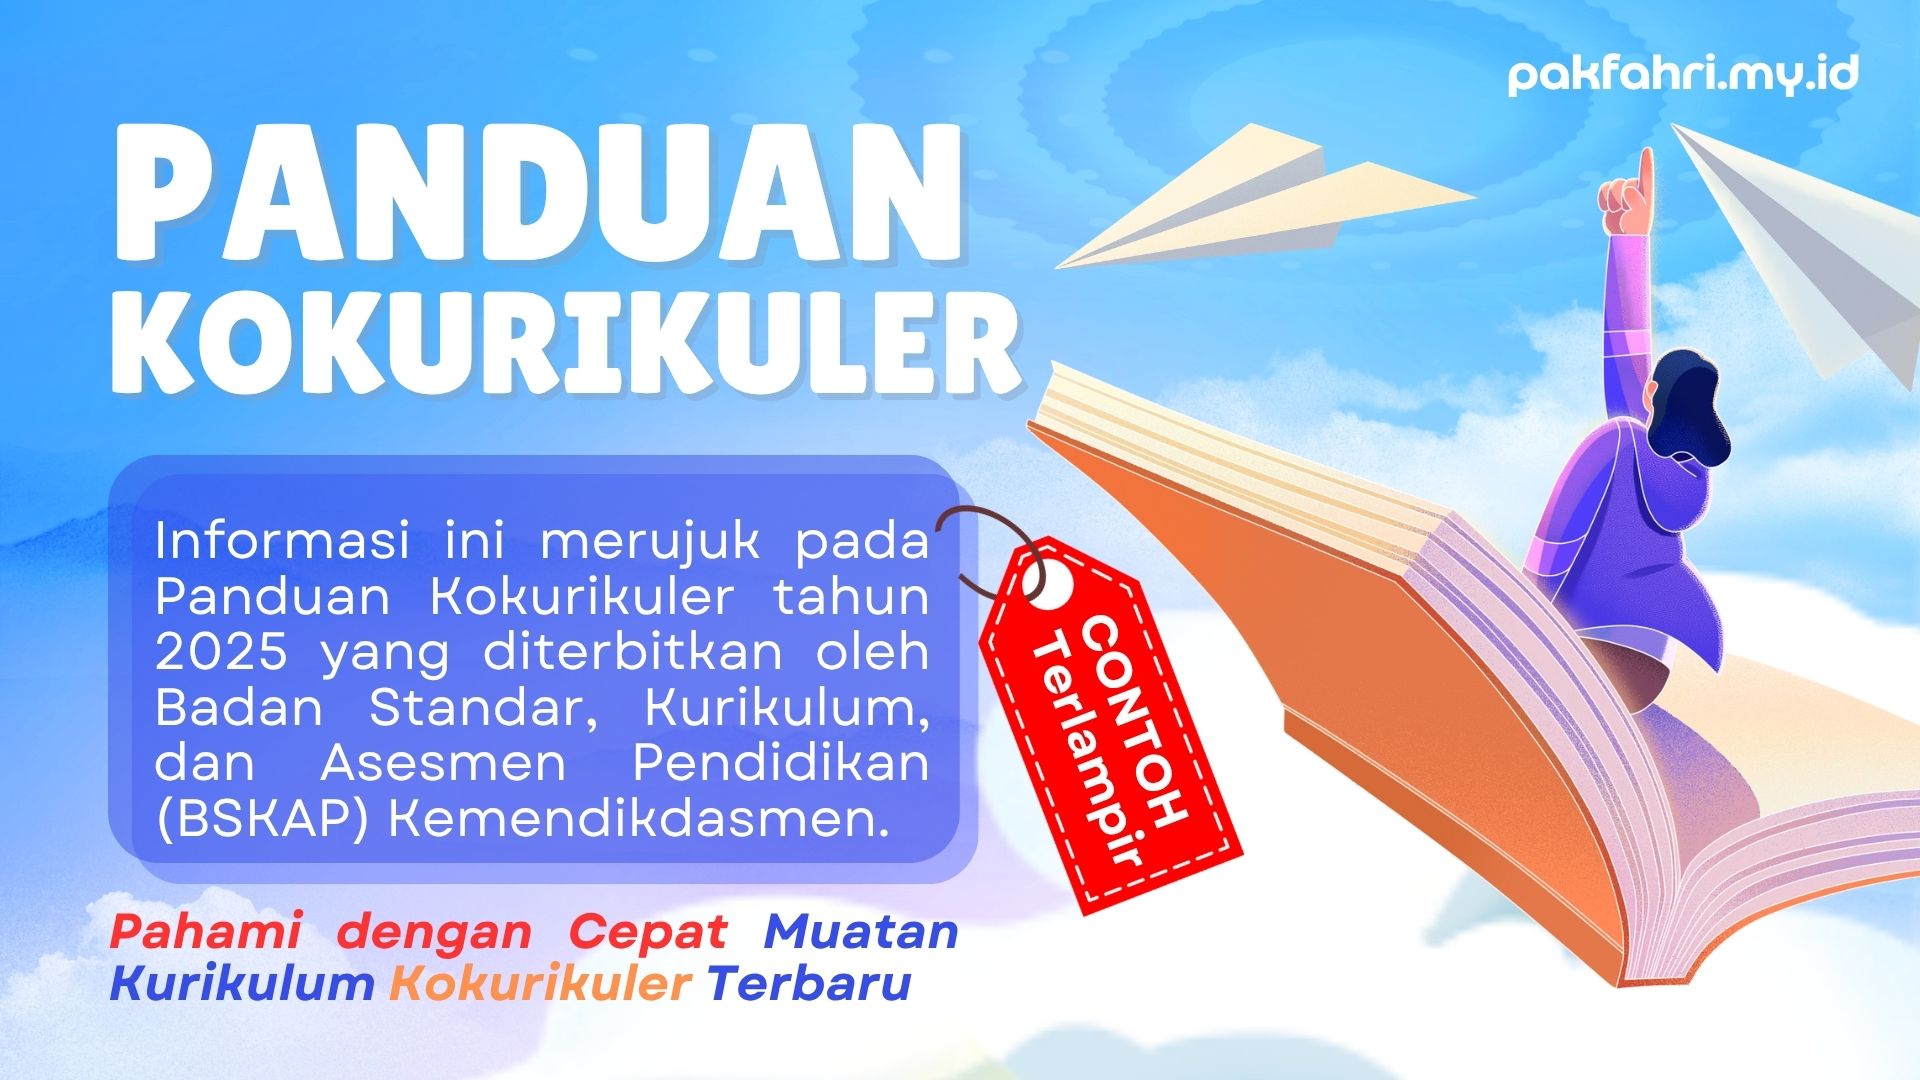 pakfahri.my.id
PANDUAN
KOKURIKULER
Informasi ini merujuk pada
Panduan Kokurikuler tahun
2025 yang diterbitkan oleh
Badan Standar, Kurikulum,
dan Asesmen Pendidikan
(BSKAP) Kemendikdasmen.
CONTOH
Terlampir
Pahami dengan Cepat Muatan
Kurikulum Kokurikuler Terbaru